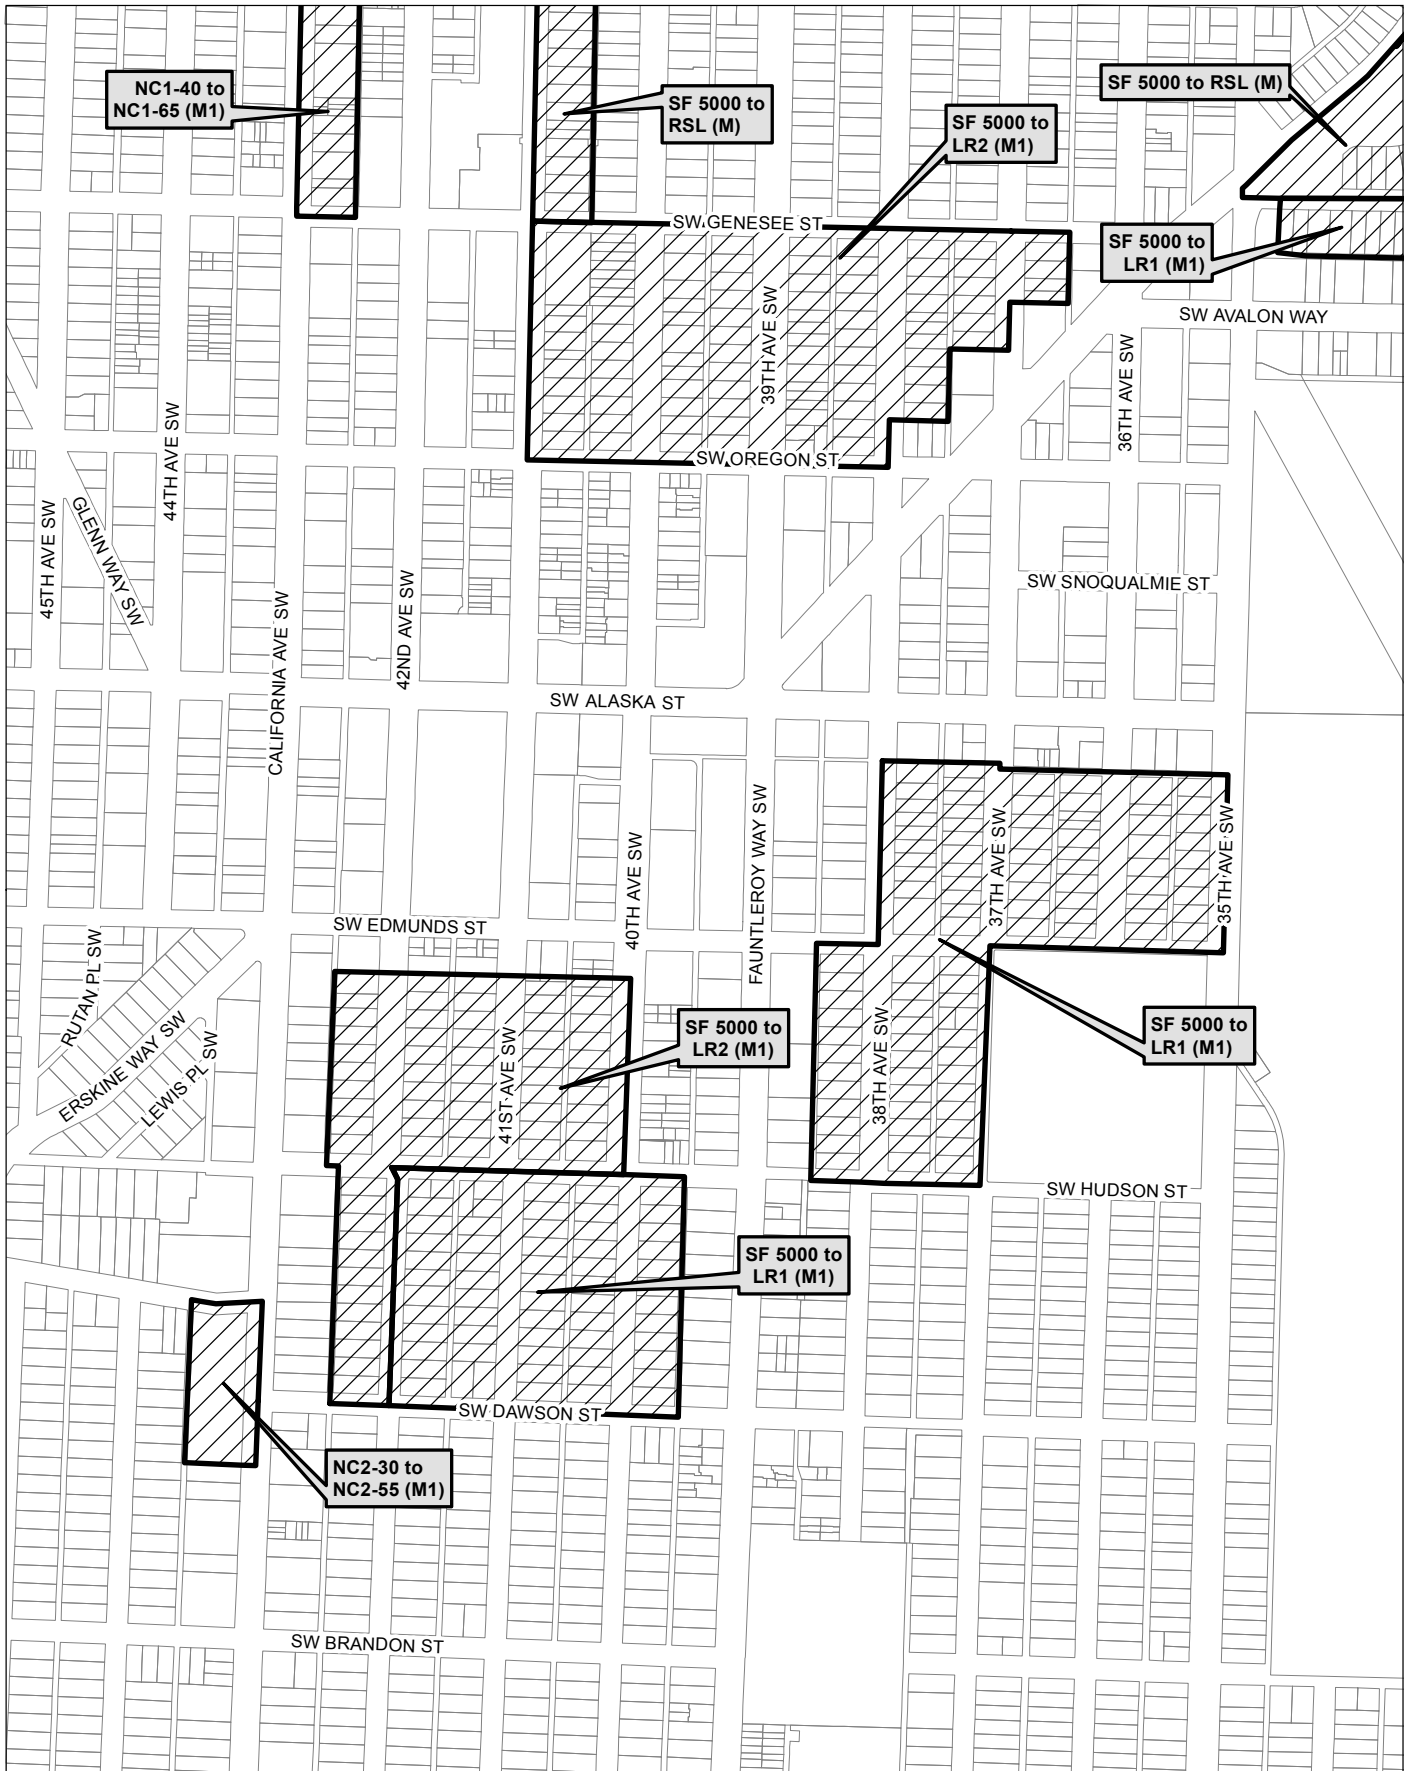 NC1-40 to
NC1-65 (M1)
SF 5000 to
RSL (M)
SF 5000 to
LR2 (M1)
SF 5000 to RSL (M)
SW GENESEE ST
SF 5000 to
LR1 (M1)
SW AVALON WAY
39TH AVE SW
36TH AVE SW
44TH AVE SW
SW OREGON ST
45TH AVE SW
GLENN WAY SW
SW SNOQUALMIE ST
42ND AVE SW
CALIFORNIA AVE SW
SW ALASKA ST
40TH AVE SW
FAUNTLEROY WAY SW
37TH AVE SW
35TH AVE SW
SW EDMUNDS ST
RUTAN PL SW
ERSKINE WAY SW
LEWIS PL SW
41ST AVE SW
SF 5000 to
LR2 (M1)
38TH AVE SW
SF 5000 to
LR1 (M1)
SW HUDSON ST
SF 5000 to
LR1 (M1)
SW DAWSON ST
NC2-30 to
NC2-55 (M1)
SW BRANDON ST